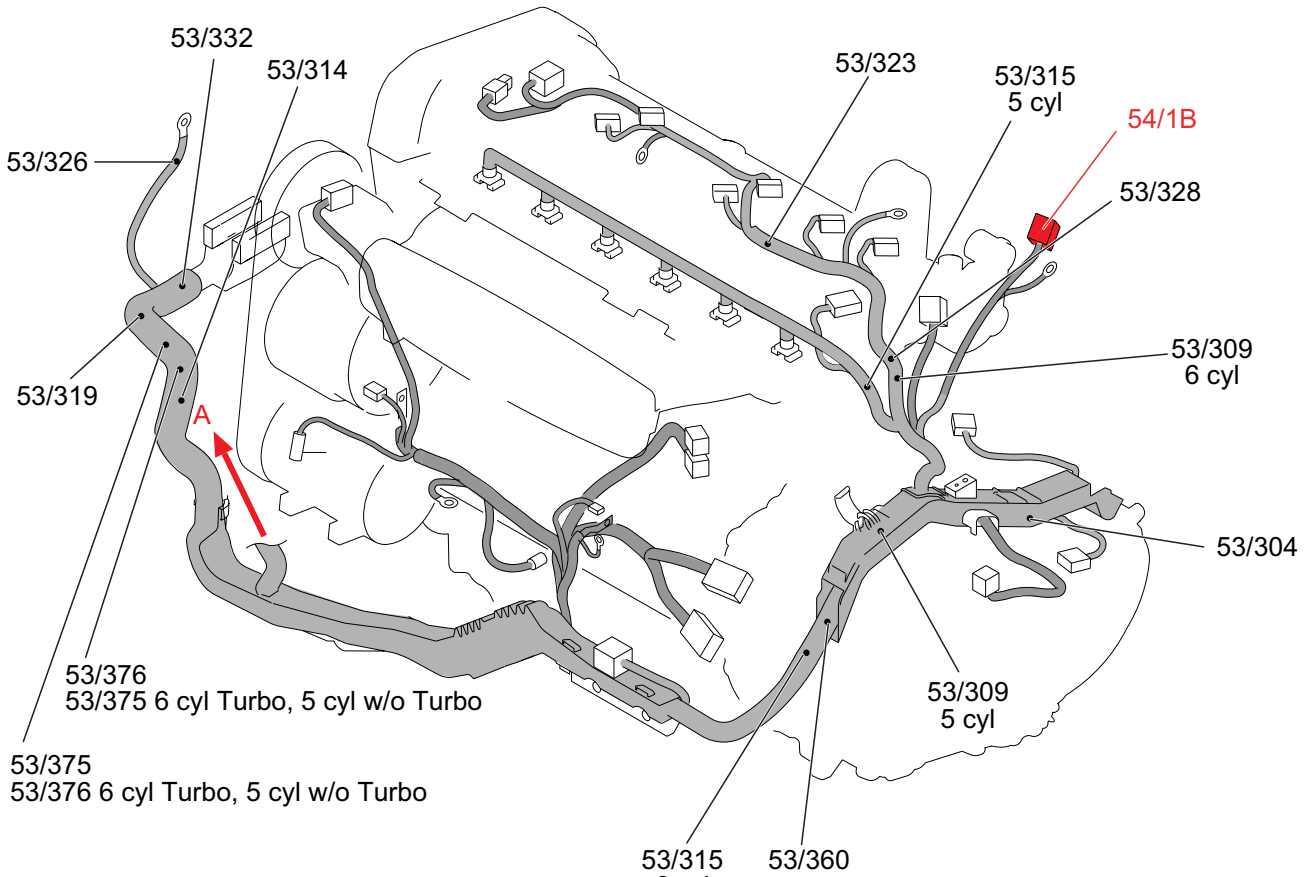 53/332
53/314
53/323
53/315
5 cyl
54/1B
53/326
53/328
53/319
A
53/309
6 cyl
53/304
53/376
53/375 6 cyl Turbo, 5 cyl w/o Turbo
53/309
5 cyl
53/375
53/376 6 cyl Turbo, 5 cyl w/o Turbo
53/315
53/360